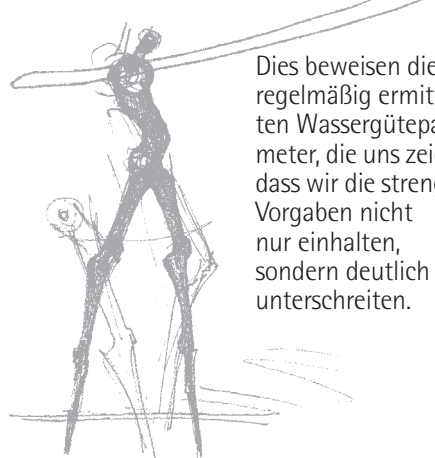 Dies beweisen die
regelmäßig ermit
ten Wassergütepa
meter, die uns zei
dass wir die streng
Vorgaben nicht
nur einhalten,
sondern deutlich
unterschreiten.